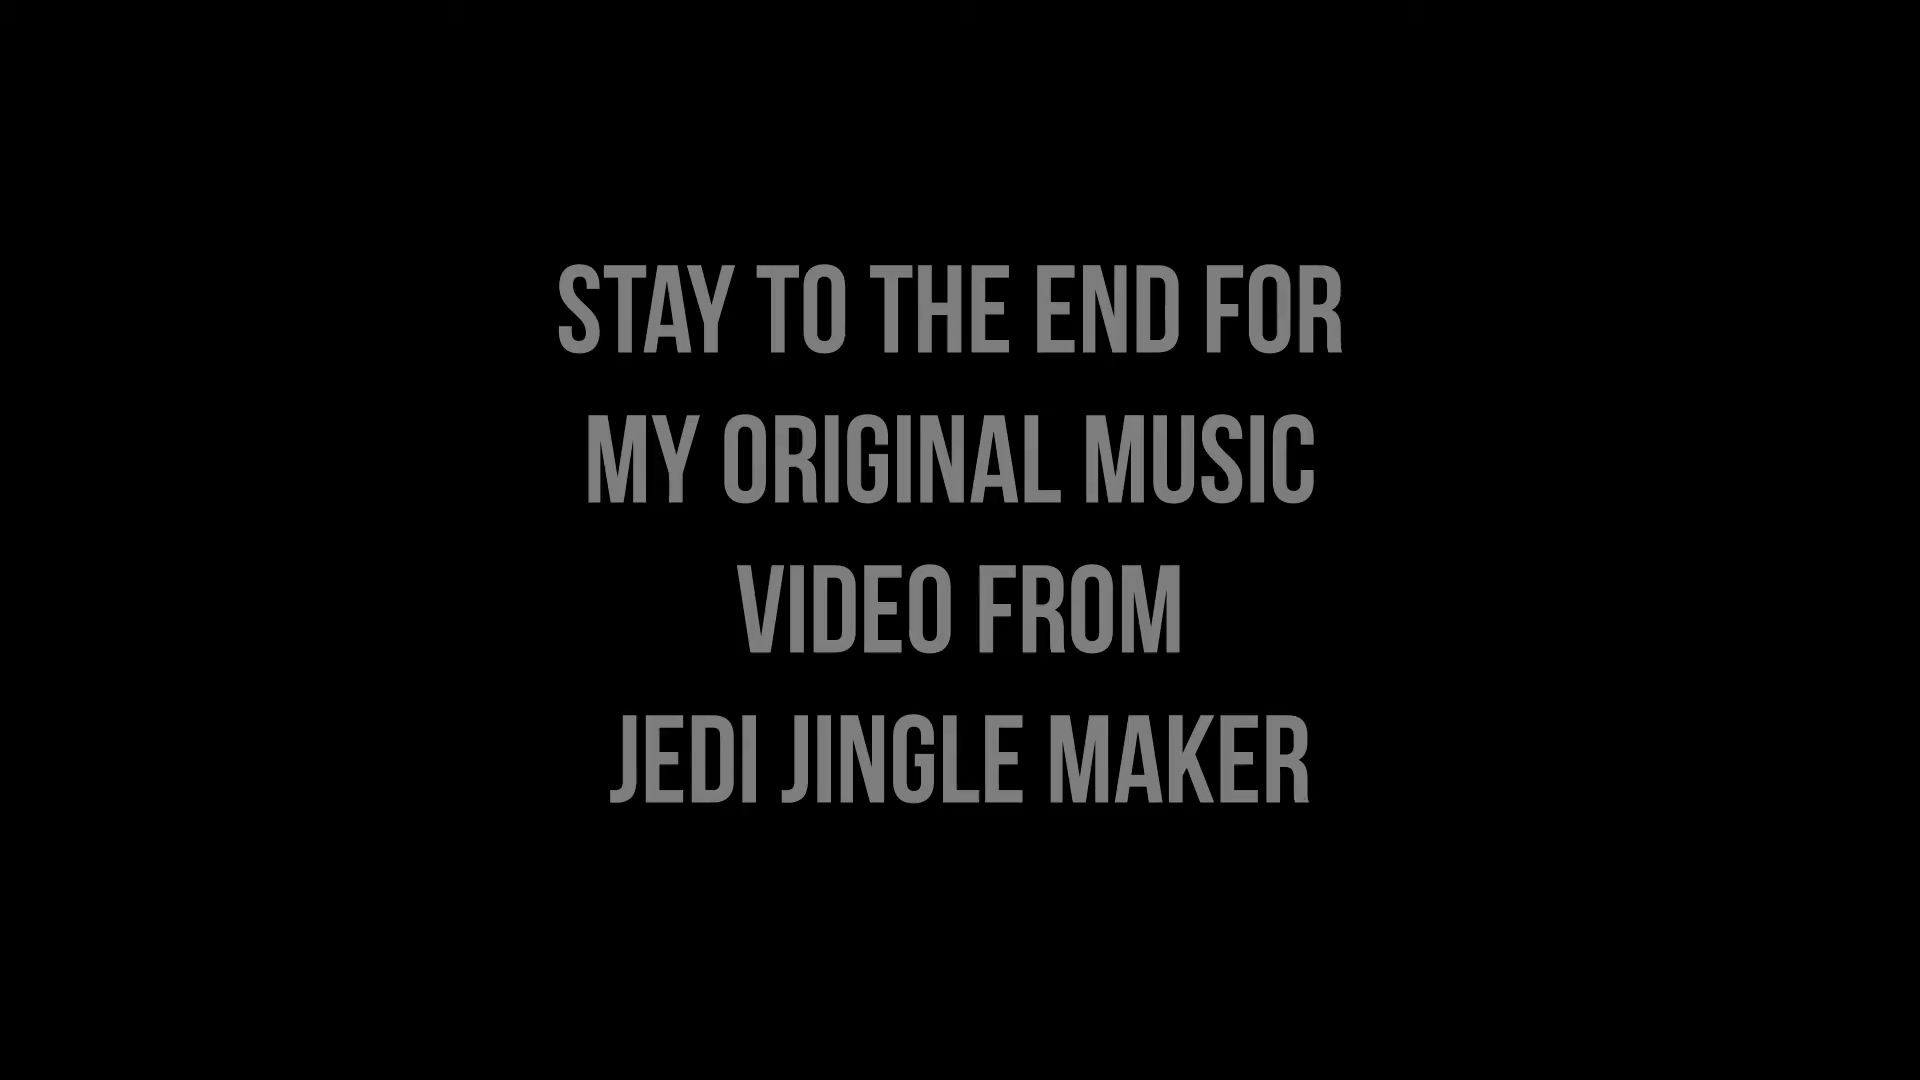 STAY TO THE END FOR
MY ORIGINAL MUSIC
VIDEO FROM
JEDI JINGLE MAKER